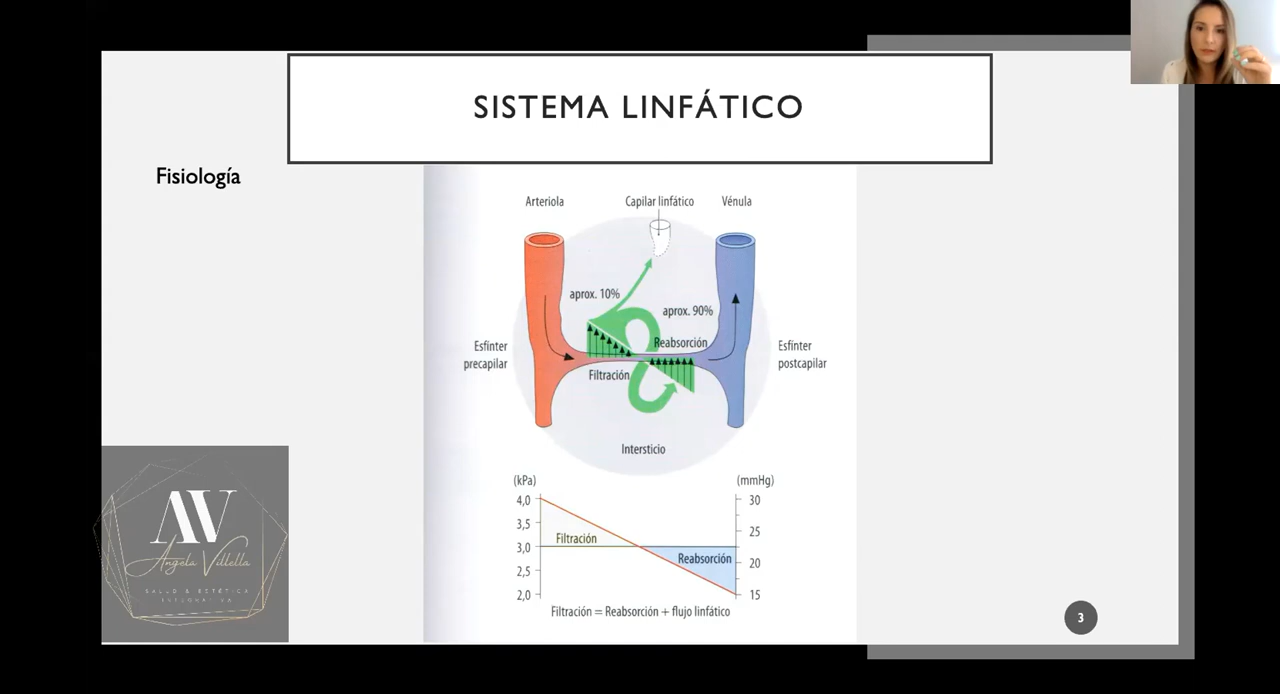 SISTEMA LINFÁTICO
Fisiología
Arteriola
Capilar linfático
Vénula
aprox. 10%
aprox. 90%
Reabsorción
Esfínter
precapilar
Esfínter
postcapilar
Filtración
Intersticio
(kPa)
(mmHg)
4,0
3,5
3,0
2,5
2,0
30
25
20
15
Filtración
Reabsorción
Filtración = Reabsorción + flujo linfático
AV
Angela Villella
SALUD & ESTÉTICA
3